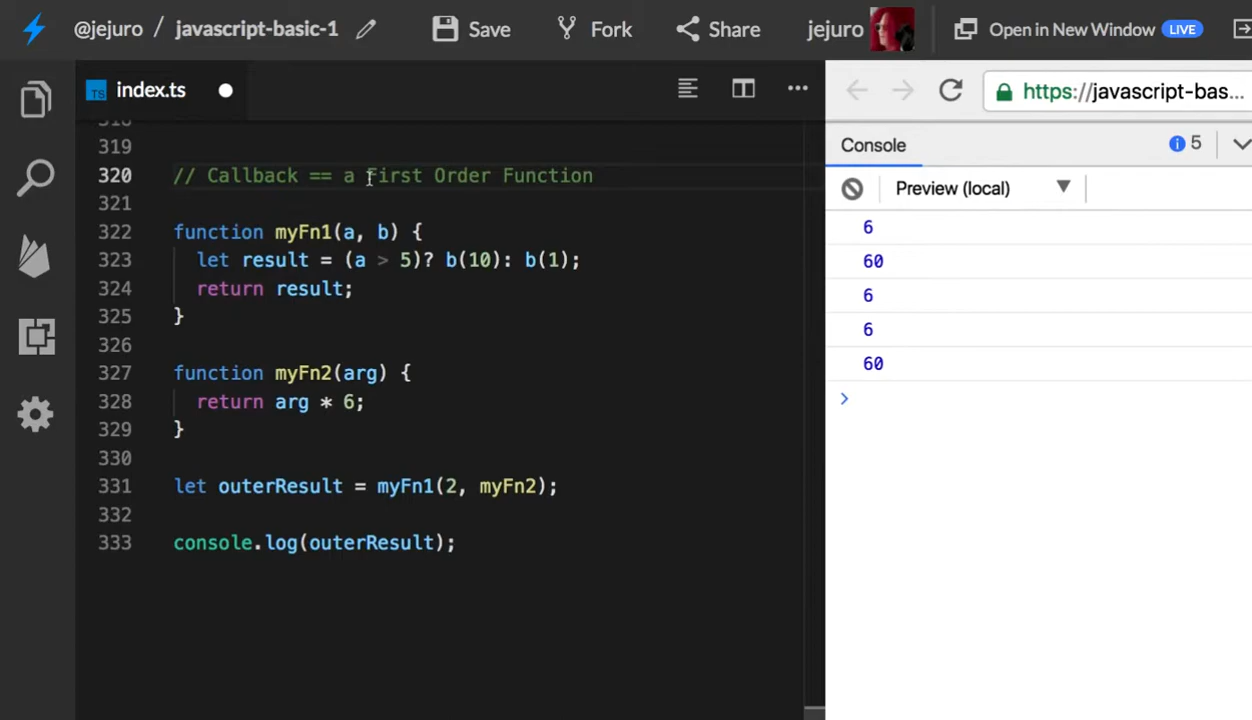 @jejuro / javascript-basic-1 Save Fork Share jejuro Open in New Window LIVE
TS index.ts
https://javascript-bas...
319
Console 5
320 // Callback == a First Order Function
Preview (local)
321
322 function myFn1(a, b) {
6
323 let result = (a > 5)? b(10): b(1);
60
324 return result;
6
325 }
6
326
60
327 function myFn2(arg) {
>
328 return arg * 6;
329 }
330
331 let outerResult = myFn1(2, myFn2);
332
333 console.log(outerResult);